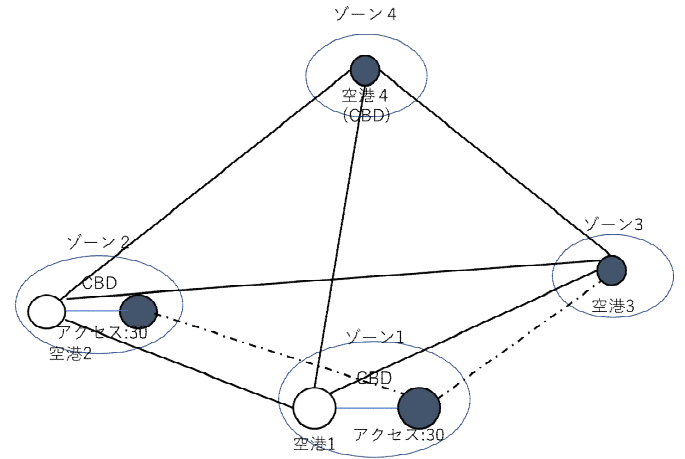 ゾーン４
空港４
(CBD)
ゾーン3
空港3
ゾーン２
CBD
アクセス:30
空港2
ゾーン1
CBD
アクセス:30
空港1